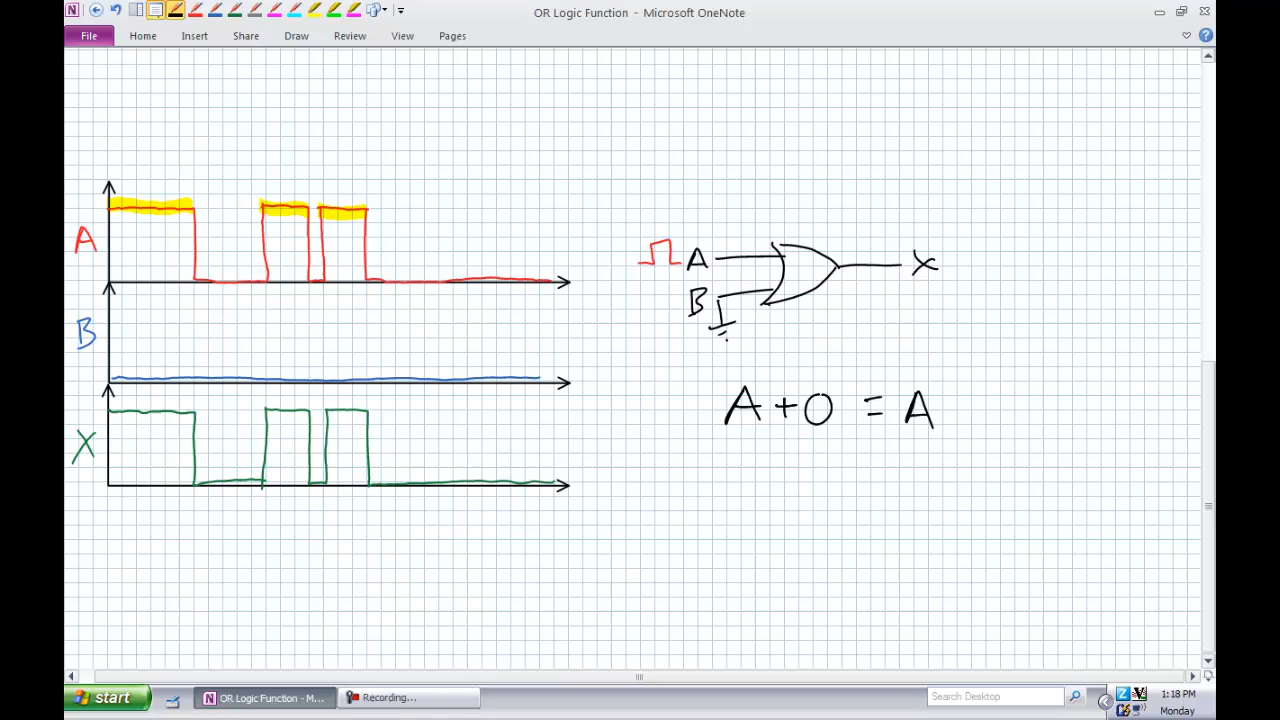 OR Logic Function - Microsoft OneNote
File Home Insert Share Draw Review View Pages
A
B
X
A X
B
A + 0 = A
start OR Logic Function - M... Recording... Search Desktop 1:18 PM
Monday